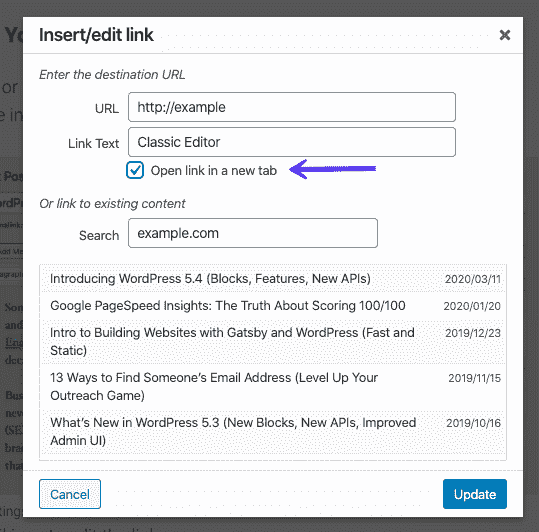 Insert/edit link
Enter the destination URL
URL http://example
Link Text Classic Editor
Open link in a new tab
Or link to existing content
Search example.com
Introducing WordPress 5.4 (Blocks, Features, New APIs) 2020/03/11
Google PageSpeed Insights: The Truth About Scoring 100/100 2020/01/20
Intro to Building Websites with Gatsby and WordPress (Fast and 2019/12/23
Static)
13 Ways to Find Someone's Email Address (Level Up Your 2019/11/15
Outreach Game)
What's New in WordPress 5.3 (New Blocks, New APIs, Improved 2019/10/16
Admin UI)
Cancel Update